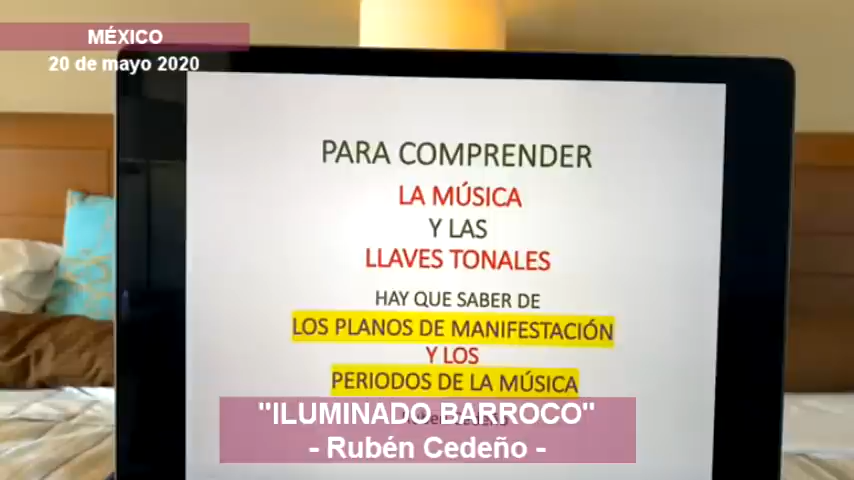 MÉXICO
20 de mayo 2020
PARA COMPRENDER
LA MÚSICA
Y LAS
LLAVES TONALES
HAY QUE SABER DE
LOS PLANOS DE MANIFESTACIÓN
Y LOS
PERIODOS DE LA MÚSICA
"ILUMINADO BARROCO"
- Rubén Cedeño -